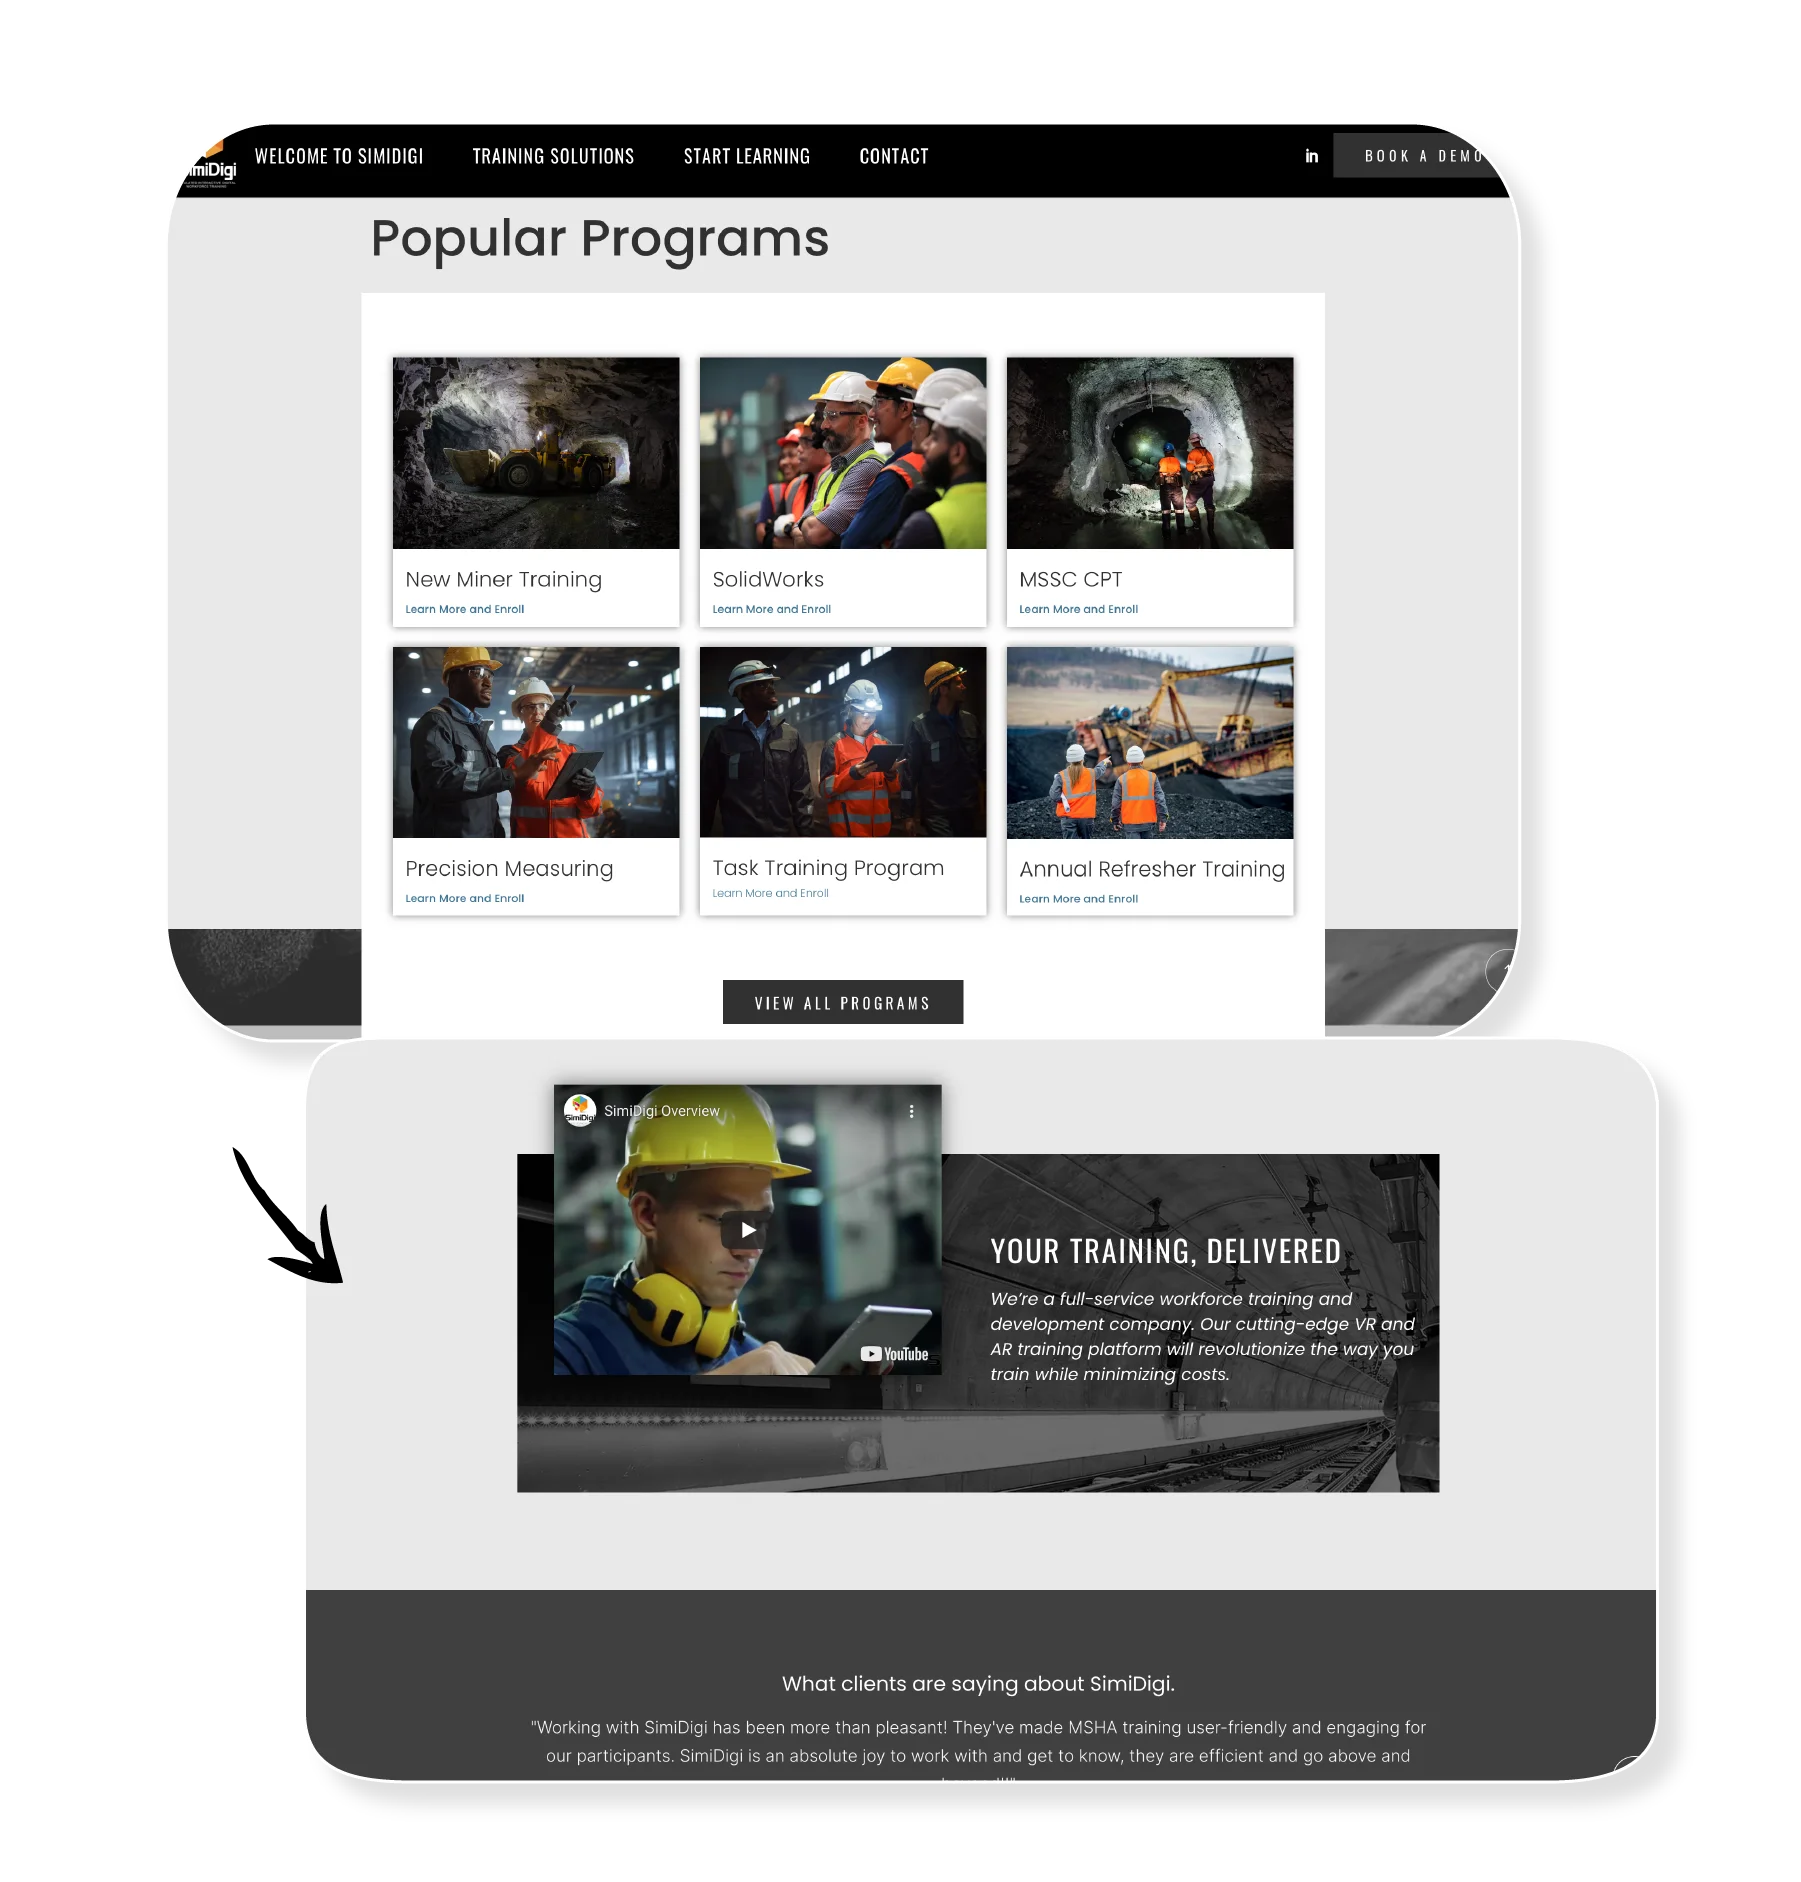 WELCOME TO SIMIDIGI
TRAINING SOLUTIONS
START LEARNING
CONTACT
in
BOOK A DEMO
Popular Programs
New Miner Training
Learn More and Enroll
SolidWorks
Learn More and Enroll
MSSC CPT
Learn More and Enroll
Precision Measuring
Learn More and Enroll
Task Training Program
Learn More and Enroll
Annual Refresher Training
Learn More and Enroll
VIEW ALL PROGRAMS
SimiDigi
SimiDigi Overview
YouTube
YOUR TRAINING, DELIVERED
We're a full-service workforce training and
development company. Our cutting-edge VR and
AR training platform will revolutionize the way you
train while minimizing costs.
What clients are saying about SimiDigi.
"Working with SimiDigi has been more than pleasant! They've made MSHA training user-friendly and engaging for
our participants. SimiDigi is an absolute joy to work with and get to know, they are efficient and go above and